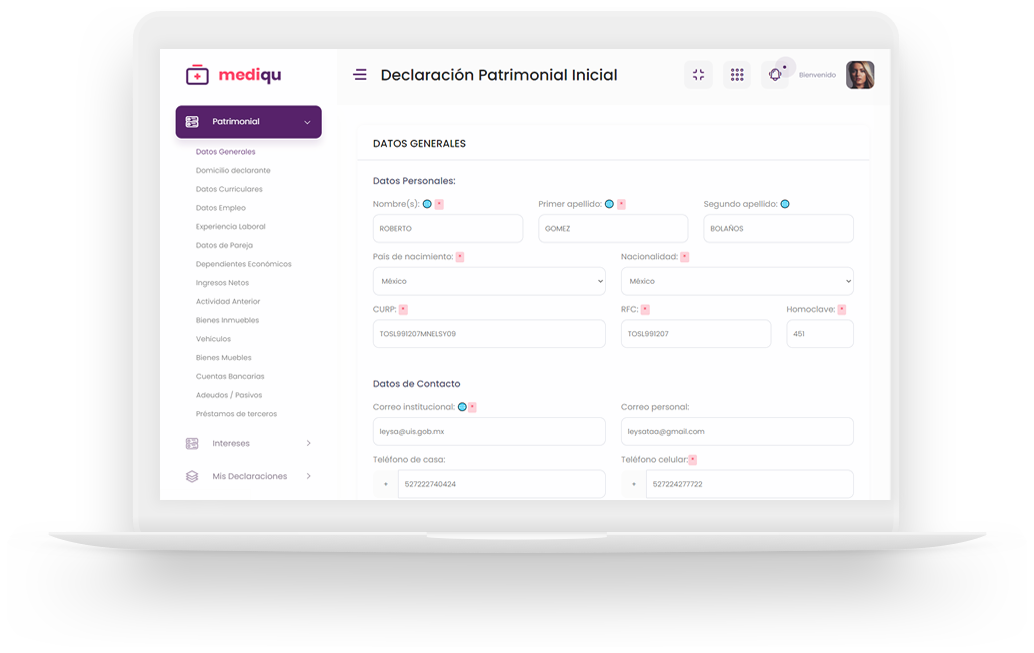 mediqu
Declaración Patrimonial Inicial
Bienvenido
Patrimonial
Datos Generales
Domicilio declarante
Datos Curriculares
Datos Empleo
Experiencia Laboral
Datos de Pareja
Dependientes Económicos
Ingresos Netos
Actividad Anterior
Bienes Inmuebles
Vehículos
Bienes Muebles
Cuentas Bancarias
Adeudos / Pasivos
Préstamos de terceros
Intereses
Mis Declaraciones
DATOS GENERALES
Datos Personales:
Nombre(s): * Primer apellido: * Segundo apellido:
ROBERTO GOMEZ BOLAÑOS
País de nacimiento: * Nacionalidad: *
México México
CURP: * RFC: * Homoclave: *
TOSL991207MNELSY09 TOSL991207 451
Datos de Contacto
Correo institucional: * Correo personal:
leysa@uis.gob.mx leysataa@gmail.com
Teléfono de casa: Teléfono celular: *
+ 527222740424 + 527224277722